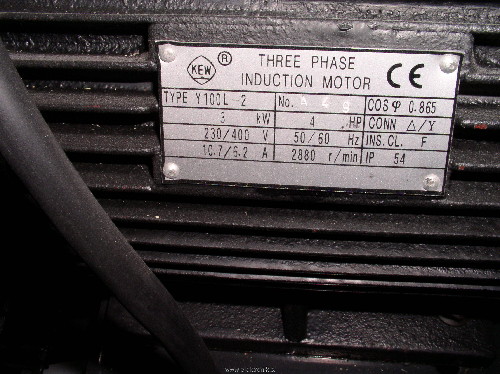 KEW ®
THREE PHASE
INDUCTION MOTOR
CE
TYPE Y100L-2 No. COS φ 0.865
3 kW 4 HP CONN △/Y
230/400 V 50/60 Hz INS.CL. F
10.7/6.2 A 2880 r/min IP 54